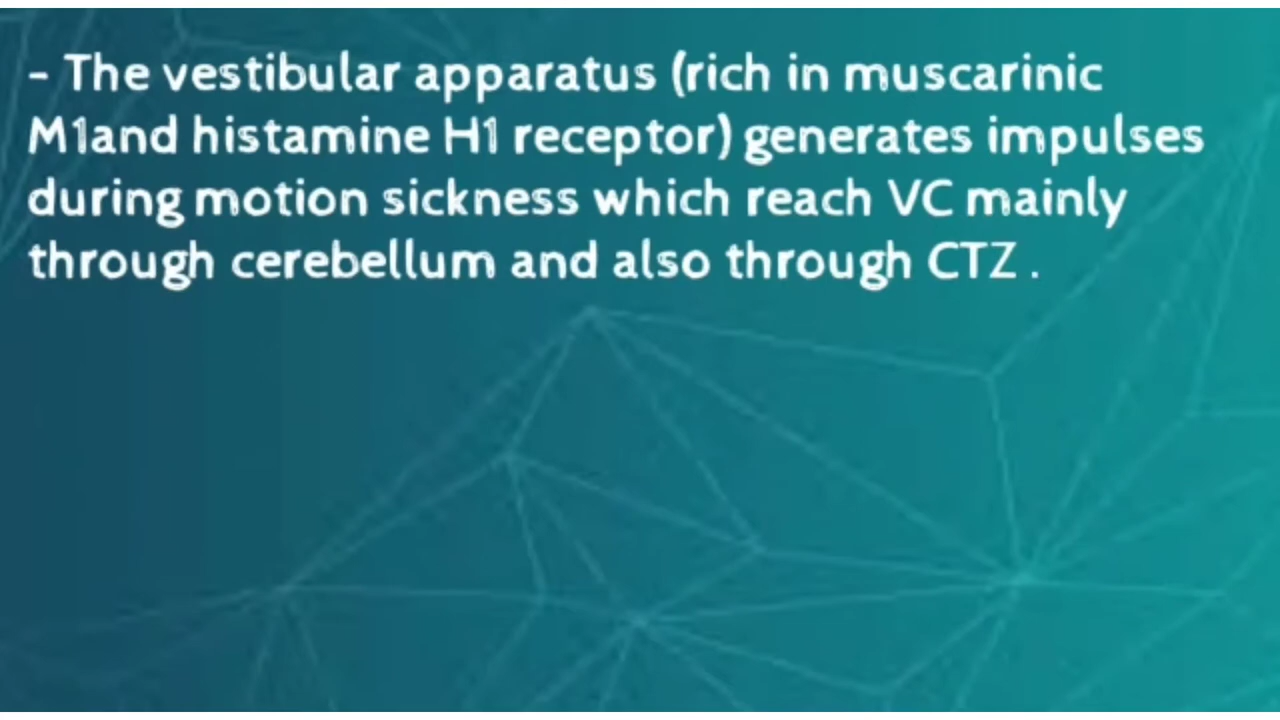 - The vestibular apparatus (rich in muscarinic
M1and histamine H1 receptor) generates impulses
during motion sickness which reach VC mainly
through cerebellum and also through CTZ .